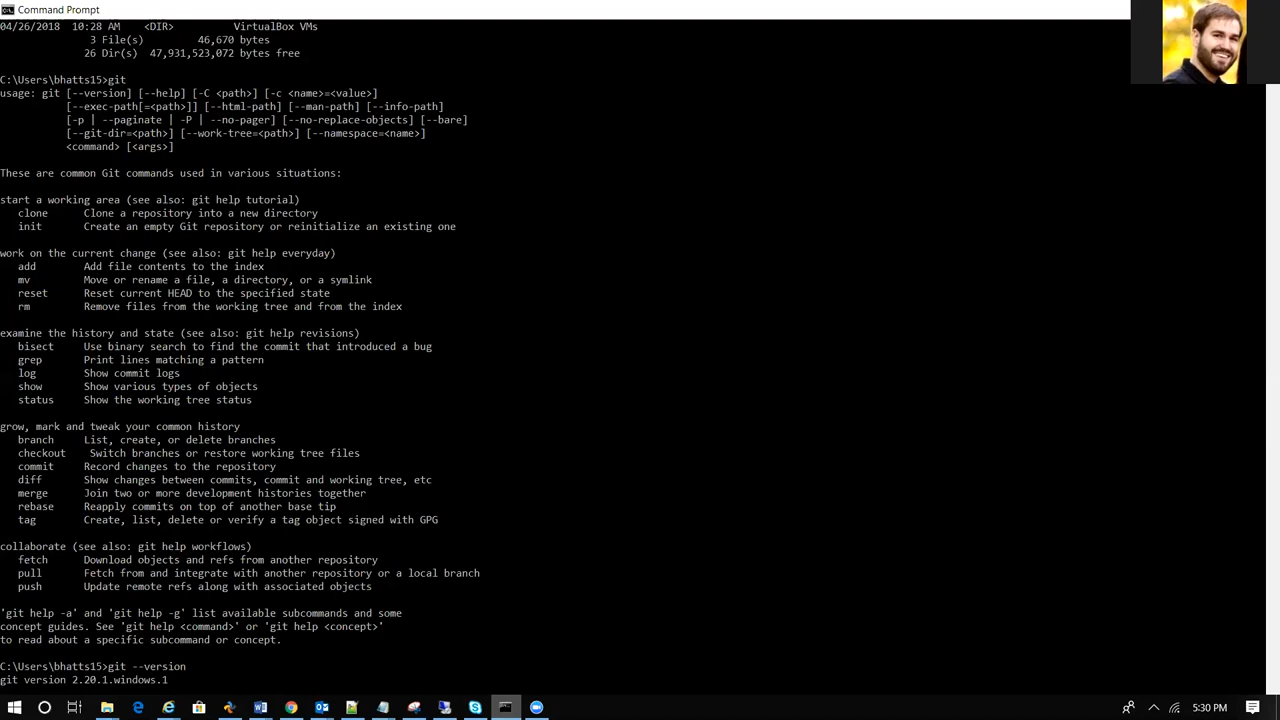 Command Prompt
04/26/2018  10:28 AM    <DIR>          VirtualBox VMs
               3 File(s)         46,670 bytes
              26 Dir(s)  47,931,523,072 bytes free
C:\Users\bhatts15>git
usage: git [--version] [--help] [-C <path>] [-c <name>=<value>]
           [--exec-path[=<path>]] [--html-path] [--man-path] [--info-path]
           [-p | --paginate | -P | --no-pager] [--no-replace-objects] [--bare]
           [--git-dir=<path>] [--work-tree=<path>] [--namespace=<name>]
           <command> [<args>]
These are common Git commands used in various situations:
start a working area (see also: git help tutorial)
   clone      Clone a repository into a new directory
   init       Create an empty Git repository or reinitialize an existing one
work on the current change (see also: git help everyday)
   add        Add file contents to the index
   mv         Move or rename a file, a directory, or a symlink
   reset      Reset current HEAD to the specified state
   rm         Remove files from the working tree and from the index
examine the history and state (see also: git help revisions)
   bisect     Use binary search to find the commit that introduced a bug
   grep       Print lines matching a pattern
   log        Show commit logs
   show       Show various types of objects
   status     Show the working tree status
grow, mark and tweak your common history
   branch     List, create, or delete branches
   checkout    Switch branches or restore working tree files
   commit     Record changes to the repository
   diff       Show changes between commits, commit and working tree, etc
   merge      Join two or more development histories together
   rebase     Reapply commits on top of another base tip
   tag        Create, list, delete or verify a tag object signed with GPG
collaborate (see also: git help workflows)
   fetch      Download objects and refs from another repository
   pull       Fetch from and integrate with another repository or a local branch
   push       Update remote refs along with associated objects
'git help -a' and 'git help -g' list available subcommands and some
concept guides. See 'git help <command>' or 'git help <concept>'
to read about a specific subcommand or concept.
C:\Users\bhatts15>git --version
git version 2.20.1.windows.1
5:30 PM